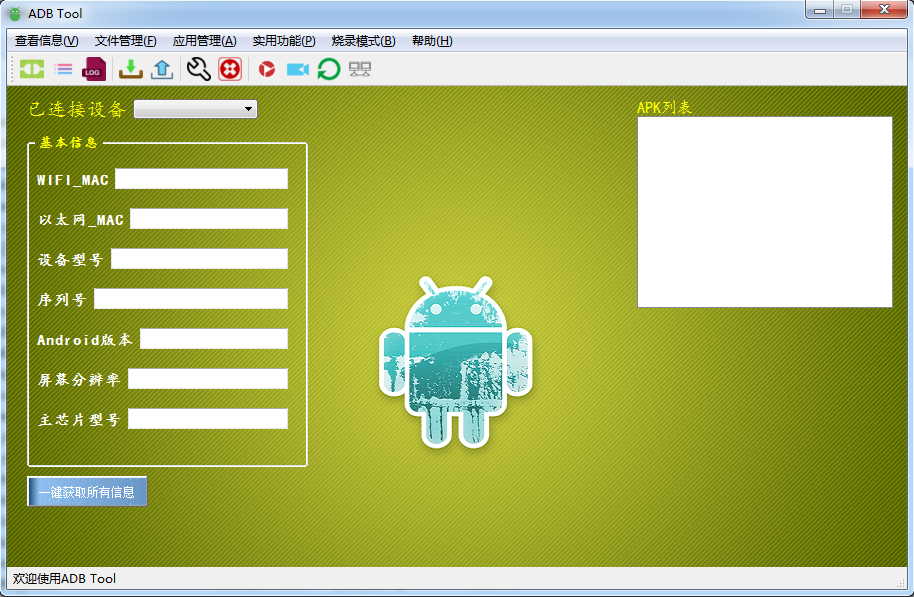 ADB Tool
查看信息(V) 文件管理(F) 应用管理(A) 实用功能(P) 烧录模式(B) 帮助(H)
LOG
已连接设备
APK列表
基本信息
WIFI_MAC
以太网_MAC
设备型号
序列号
Android版本
屏幕分辨率
主芯片型号
一键获取所有信息
欢迎使用ADB Tool